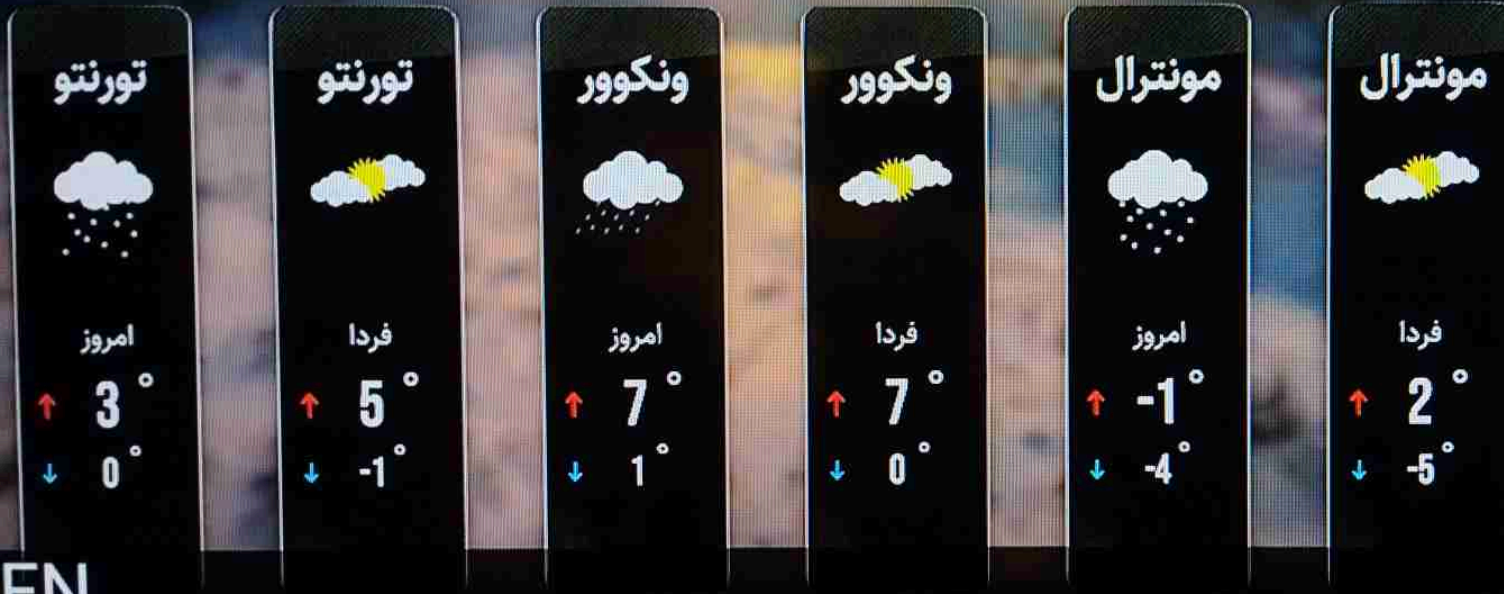 تورنتو
امروز
3°
0°
تورنتو
فردا
5°
-1°
ونکوور
امروز
7°
1°
ونکوور
فردا
7°
0°
مونترال
امروز
-1°
-4°
مونترال
فردا
2°
-5°
EN